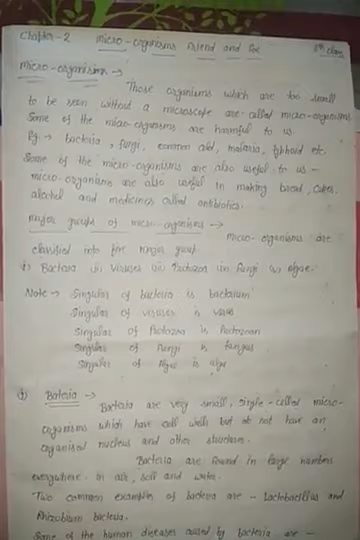 Chapter-2 Micro-organisms Friend and Foe 8th class
Micro-organisms →
Those organisms which are too small
to be seen without a microscope are called micro-organisms
Some of the micro-organisms are harmful to us
Eg:- bacteria, fungi, common cold, malaria, typhoid etc.
Some of the micro-organisms are also useful to us -
micro-organisms are also useful in making bread, cakes,
alcohol and medicines called antibiotics.
Major groups of micro-organisms →
Micro-organisms are
classified into five major group.
i) Bacteria ii) Viruses iii) Protozoa iv) Fungi v) Algae.
Note → Singular of bacteria is bacterium
Singular of viruses is virus
Singular of Protozoa is Protozoan
Singular of Fungi is fungus
Singular of Algae is alga
i) Bacteria →
Bacteria are very small, single-celled micro-
organisms which have cell walls but do not have an
organised nucleus and other structures.
Bacteria are found in large numbers
everywhere in air, soil and water.
Two common examples of bacteria are - Lactobacillus and
Rhizobium bacteria.
Some of the human diseases caused by bacteria are -